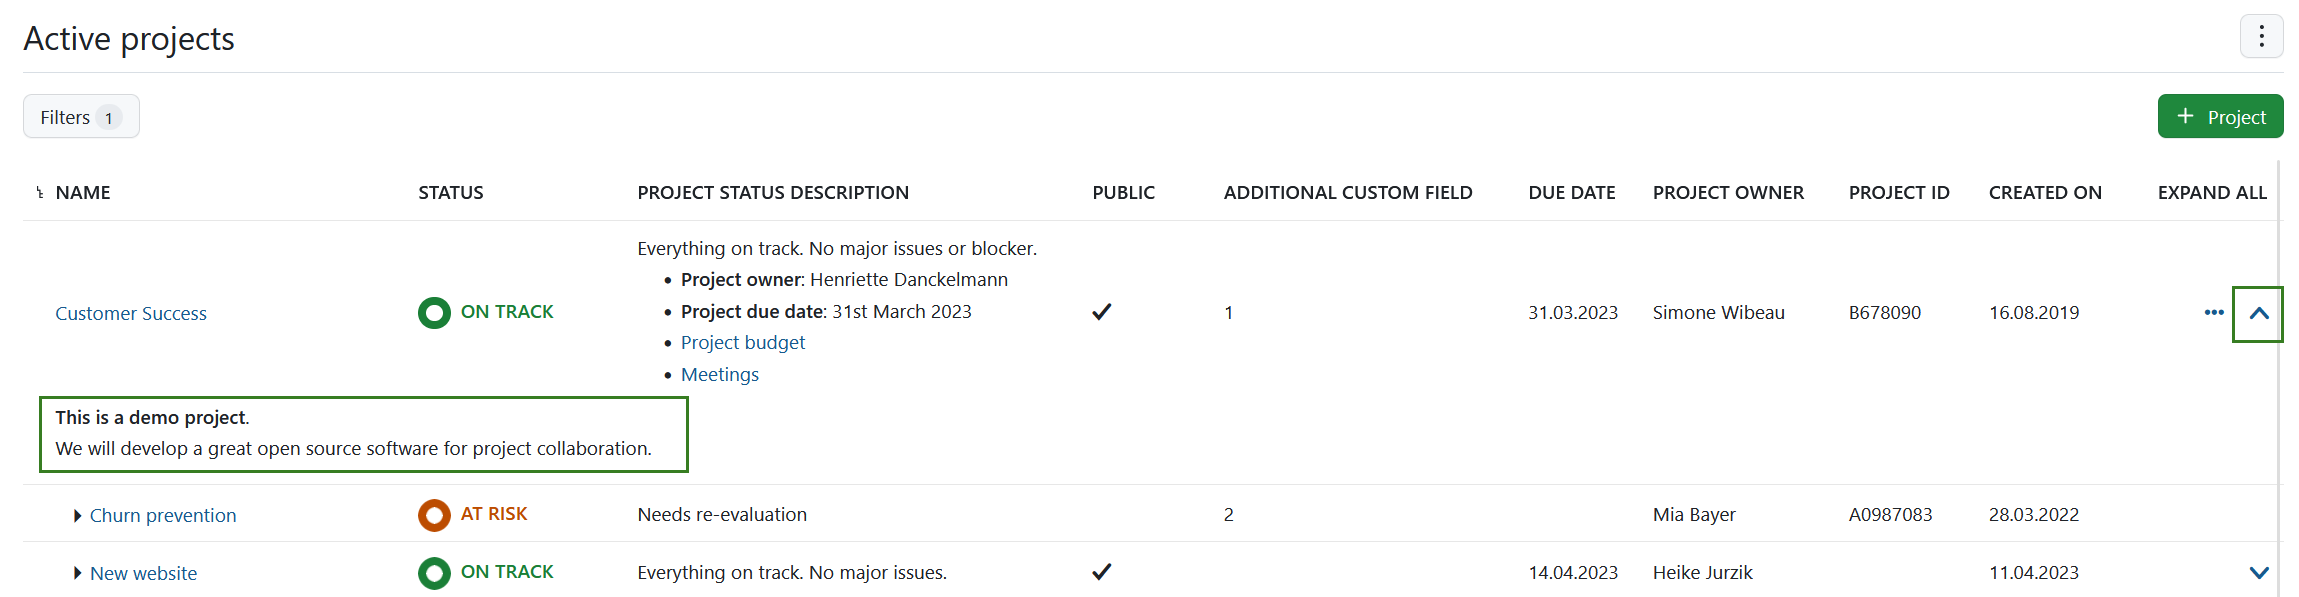 Active projects
Filters 1
+ Project
NAME STATUS PROJECT STATUS DESCRIPTION PUBLIC ADDITIONAL CUSTOM FIELD DUE DATE PROJECT OWNER PROJECT ID CREATED ON EXPAND ALL
Everything on track. No major issues or blocker.
• Project owner: Henriette Danckelmann
• Project due date: 31st March 2023
Customer Success ON TRACK 1 31.03.2023 Simone Wibeau B678090 16.08.2019
• Project budget
• Meetings
This is a demo project.
We will develop a great open source software for project collaboration.
Churn prevention AT RISK Needs re-evaluation 2 Mia Bayer A0987083 28.03.2022
New website ON TRACK Everything on track. No major issues. 14.04.2023 Heike Jurzik 11.04.2023